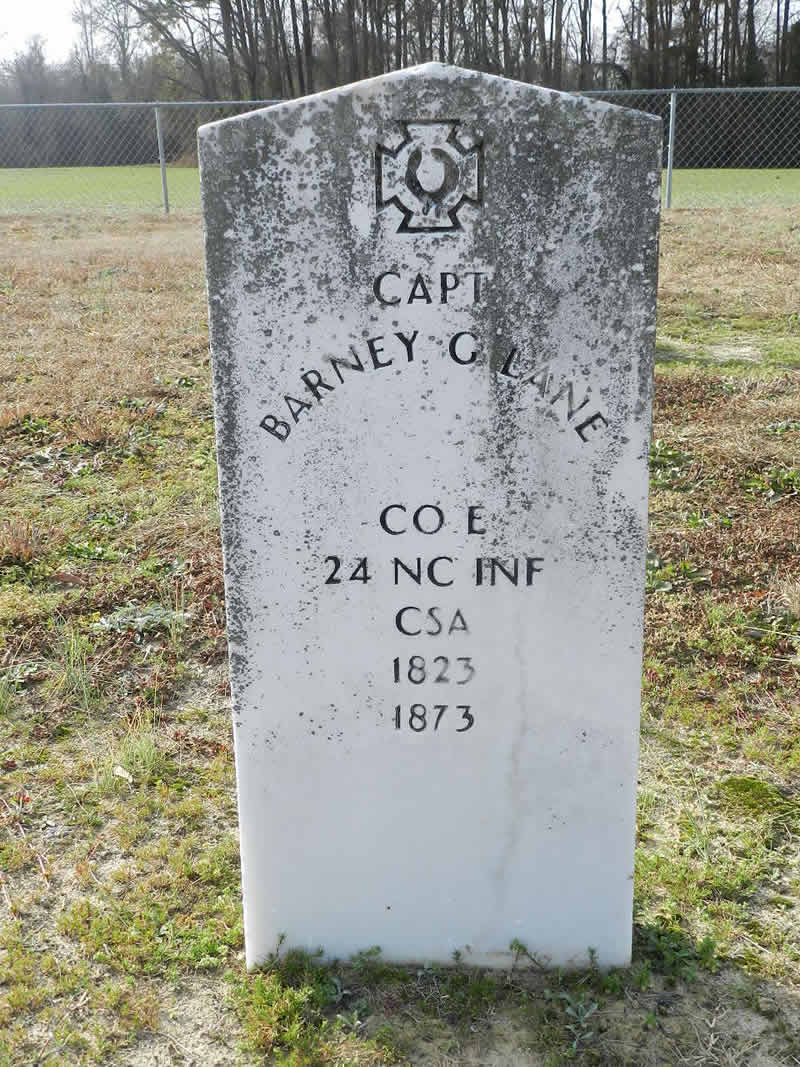 CAPT
BARNEY G LANE
CO E
24 NC INF
CSA
1823
1873